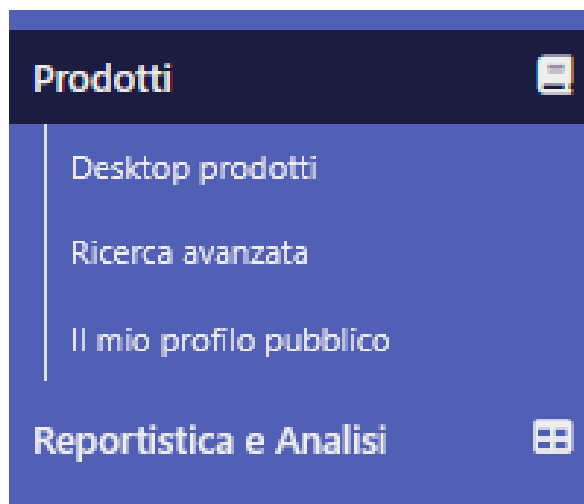 Prodotti
Desktop prodotti
Ricerca avanzata
Il mio profilo pubblico
Reportistica e Analisi